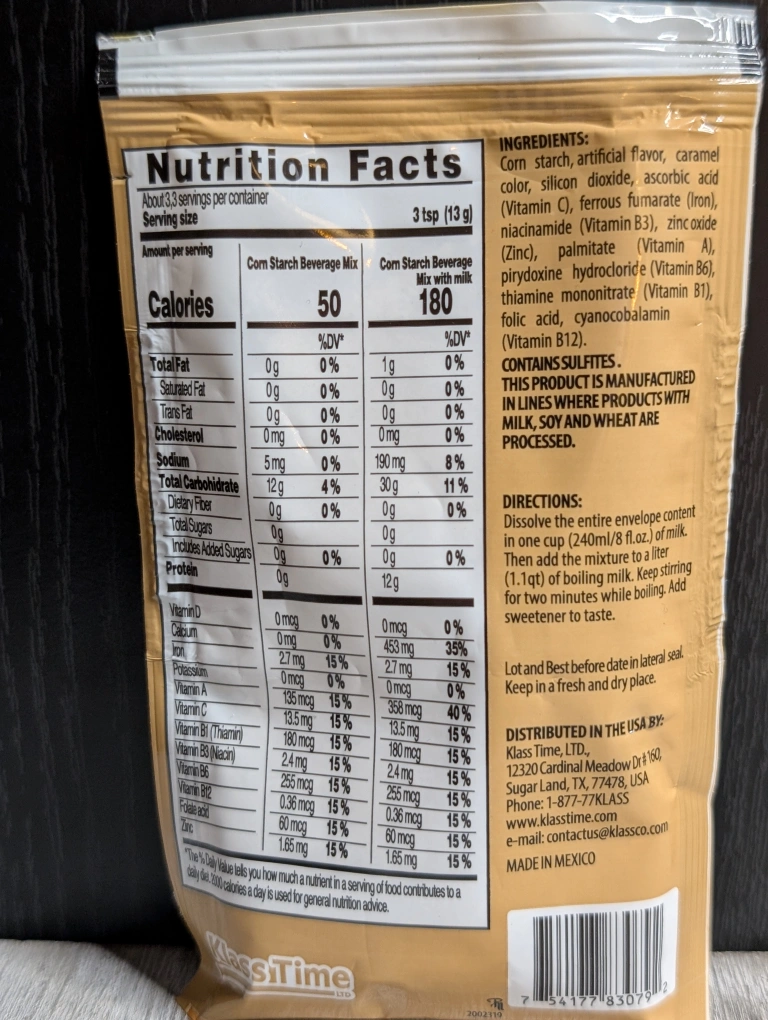 Nutrition Facts
About 3,3 servings per container
Serving size 3 tsp (13 g)
Amount per serving
Corn Starch Beverage Mix Corn Starch Beverage
Mix with milk
Calories 50 180
%DV* %DV*
Total Fat 0g 0% 1g 0%
Saturated Fat 0g 0% 0g 0%
Trans Fat 0g 0% 0g 0%
Cholesterol 0mg 0% 0mg 0%
Sodium 5mg 0% 190mg 8%
Total Carbohidrate 12g 4% 30g 11%
Dietary Fiber 0g 0% 0g 0%
Total Sugars 0g 0g
Includes Added Sugars 0g 0% 0g 0%
Protein 0g 12g
Vitamin D 0mcg 0% 0mcg 0%
Calcium 0mg 0% 453mg 35%
Iron 2.7mg 15% 2.7mg 15%
Potassium 0mcg 0% 0mcg 0%
Vitamin A 135mcg 15% 358mcg 40%
Vitamin C 13.5mg 15% 13.5mg 15%
Vitamin B1 (Thiamin) 180mcg 15% 180mcg 15%
Vitamin B3 (Niacin) 2.4mg 15% 2.4mg 15%
Vitamin B6 255mcg 15% 255mcg 15%
Vitamin B12 0.36mcg 15% 0.36mcg 15%
Folate acid 60mcg 15% 60mcg 15%
Zinc 1.65mg 15% 1.65mg 15%
*The % Daily Value tells you how much a nutrient in a serving of food contributes to a
daily diet. 2000 calories a day is used for general nutrition advice.
KlassTime
LTD
INGREDIENTS:
Corn starch, artificial flavor, caramel
color, silicon dioxide, ascorbic acid
(Vitamin C), ferrous fumarate (Iron),
niacinamide (Vitamin B3), zinc oxide
(Zinc), palmitate (Vitamin A),
pirydoxine hydrocloride (Vitamin B6),
thiamine mononitrate (Vitamin B1),
folic acid, cyanocobalamin
(Vitamin B12).
CONTAINS SULFITES.
THIS PRODUCT IS MANUFACTURED
IN LINES WHERE PRODUCTS WITH
MILK, SOY AND WHEAT ARE
PROCESSED.
DIRECTIONS:
Dissolve the entire envelope content
in one cup (240ml/8 fl.oz.) of milk.
Then add the mixture to a liter
(1.1qt) of boiling milk. Keep stirring
for two minutes while boiling. Add
sweetener to taste.
Lot and Best before date in lateral seal.
Keep in a fresh and dry place.
DISTRIBUTED IN THE USA BY:
Klass Time, LTD.,
12320 Cardinal Meadow Dr # 160,
Sugar Land, TX, 77478, USA
Phone: 1-877-77KLASS
www.klasstime.com
e-mail: contactus@klassco.com
MADE IN MEXICO
7 54177 83079 2
2002119